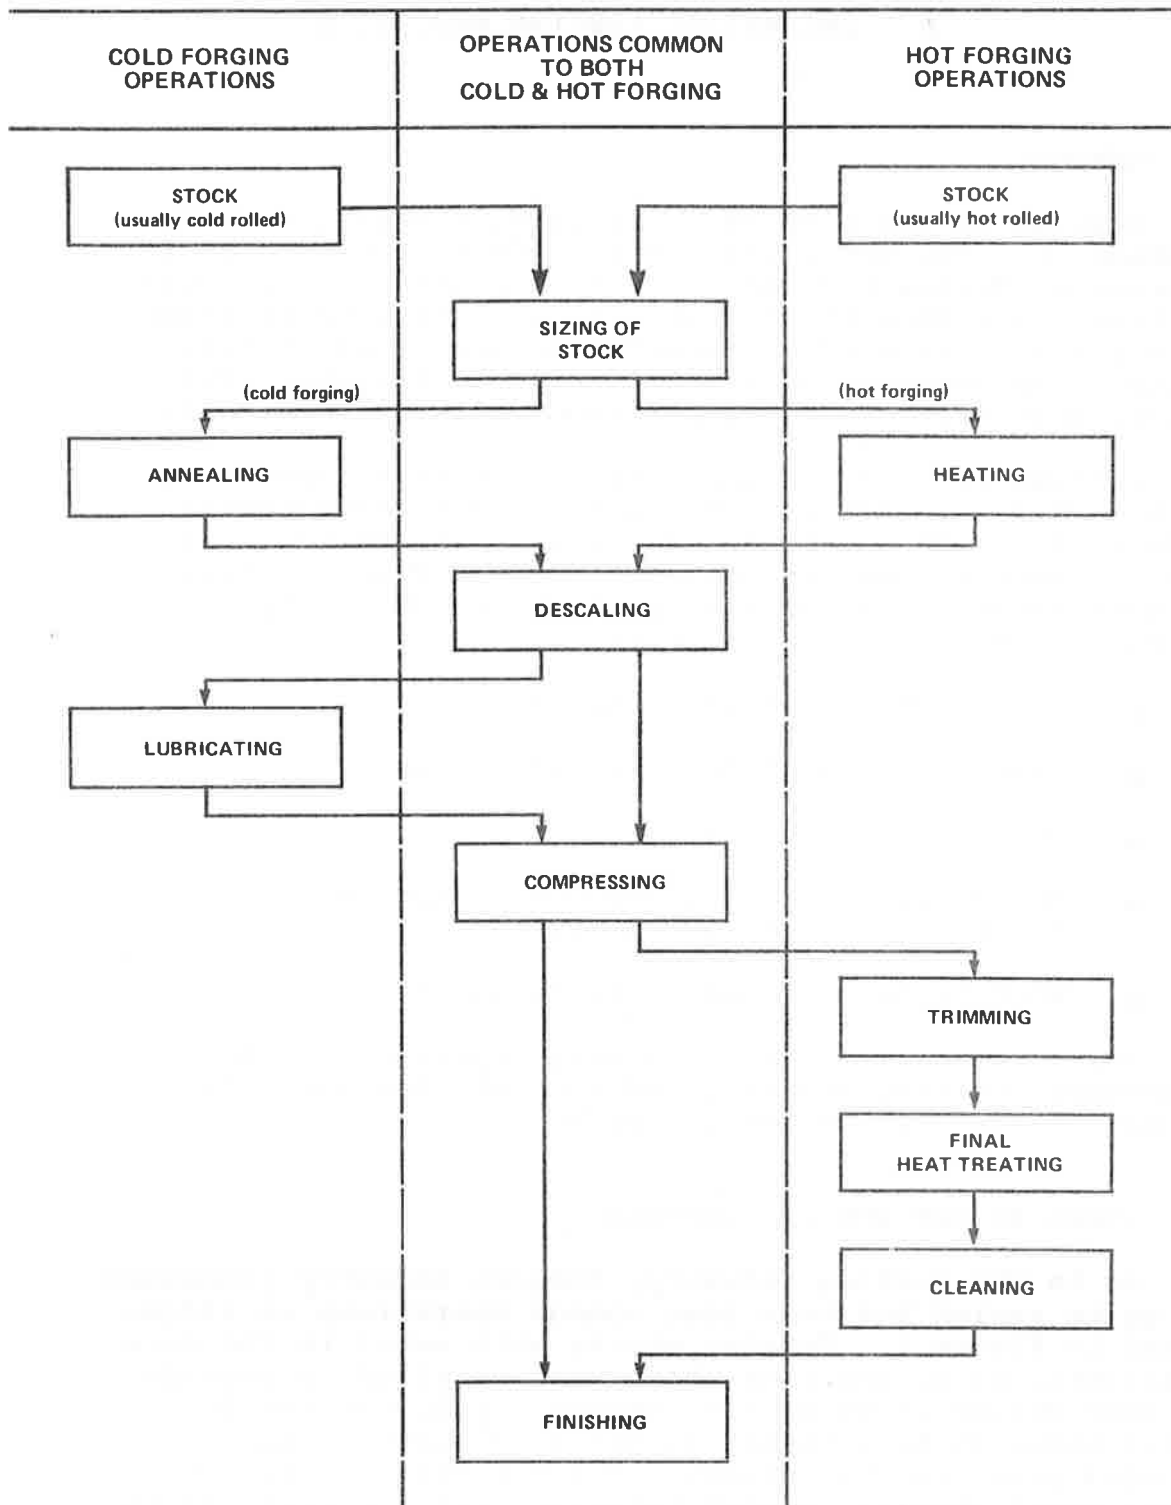 COLD FORGING
OPERATIONS
OPERATIONS COMMON
TO BOTH
COLD & HOT FORGING
HOT FORGING
OPERATIONS
STOCK
(usually cold rolled)
STOCK
(usually hot rolled)
SIZING OF
STOCK
(cold forging)
(hot forging)
ANNEALING
HEATING
DESCALING
LUBRICATING
COMPRESSING
TRIMMING
FINAL
HEAT TREATING
CLEANING
FINISHING